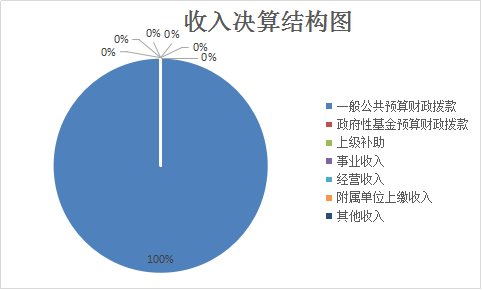 收入决算结构图
0%
0%
0%
0%
0%
0%
100%
一般公共预算财政拨款
政府性基金预算财政拨款
上级补助
事业收入
经营收入
附属单位上缴收入
其他收入